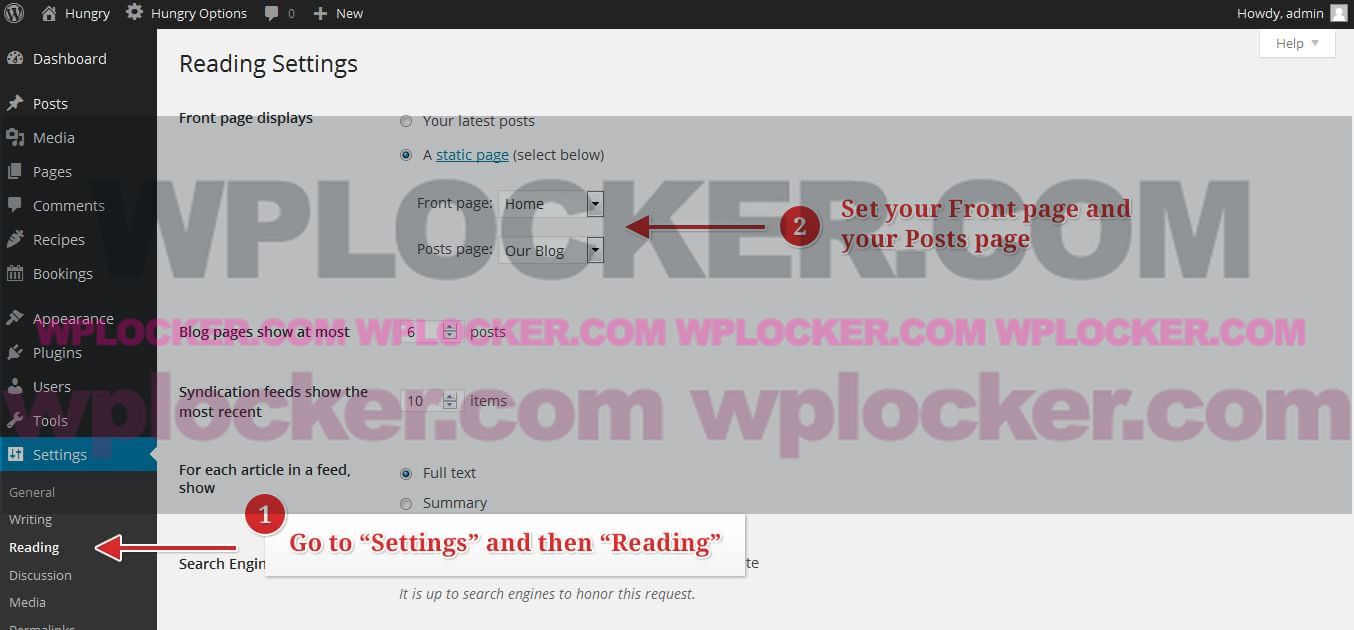 Hungry Hungry Options 0 New Howdy, admin
Help
Reading Settings
Dashboard
Posts
Media
Pages
Comments
Recipes
Bookings
Appearance
Plugins
Users
Tools
Settings
General
Writing
Reading
Discussion
Media
Permalinks
Front page displays
Your latest posts
A static page (select below)
Front page: Home
Posts page: Our Blog
2
Set your Front page and
your Posts page
WPLOCKER.COM
Blog pages show at most 6 posts
WPLOCKER.COM WPLOCKER.COM WPLOCKER.COM WPLOCKER.COM
Syndication feeds show the
most recent
10 items
wplocker.com wplocker.com
For each article in a feed,
show
Full text
Summary
1
Go to “Settings” and then “Reading”
Search Engin
It is up to search engines to honor this request.